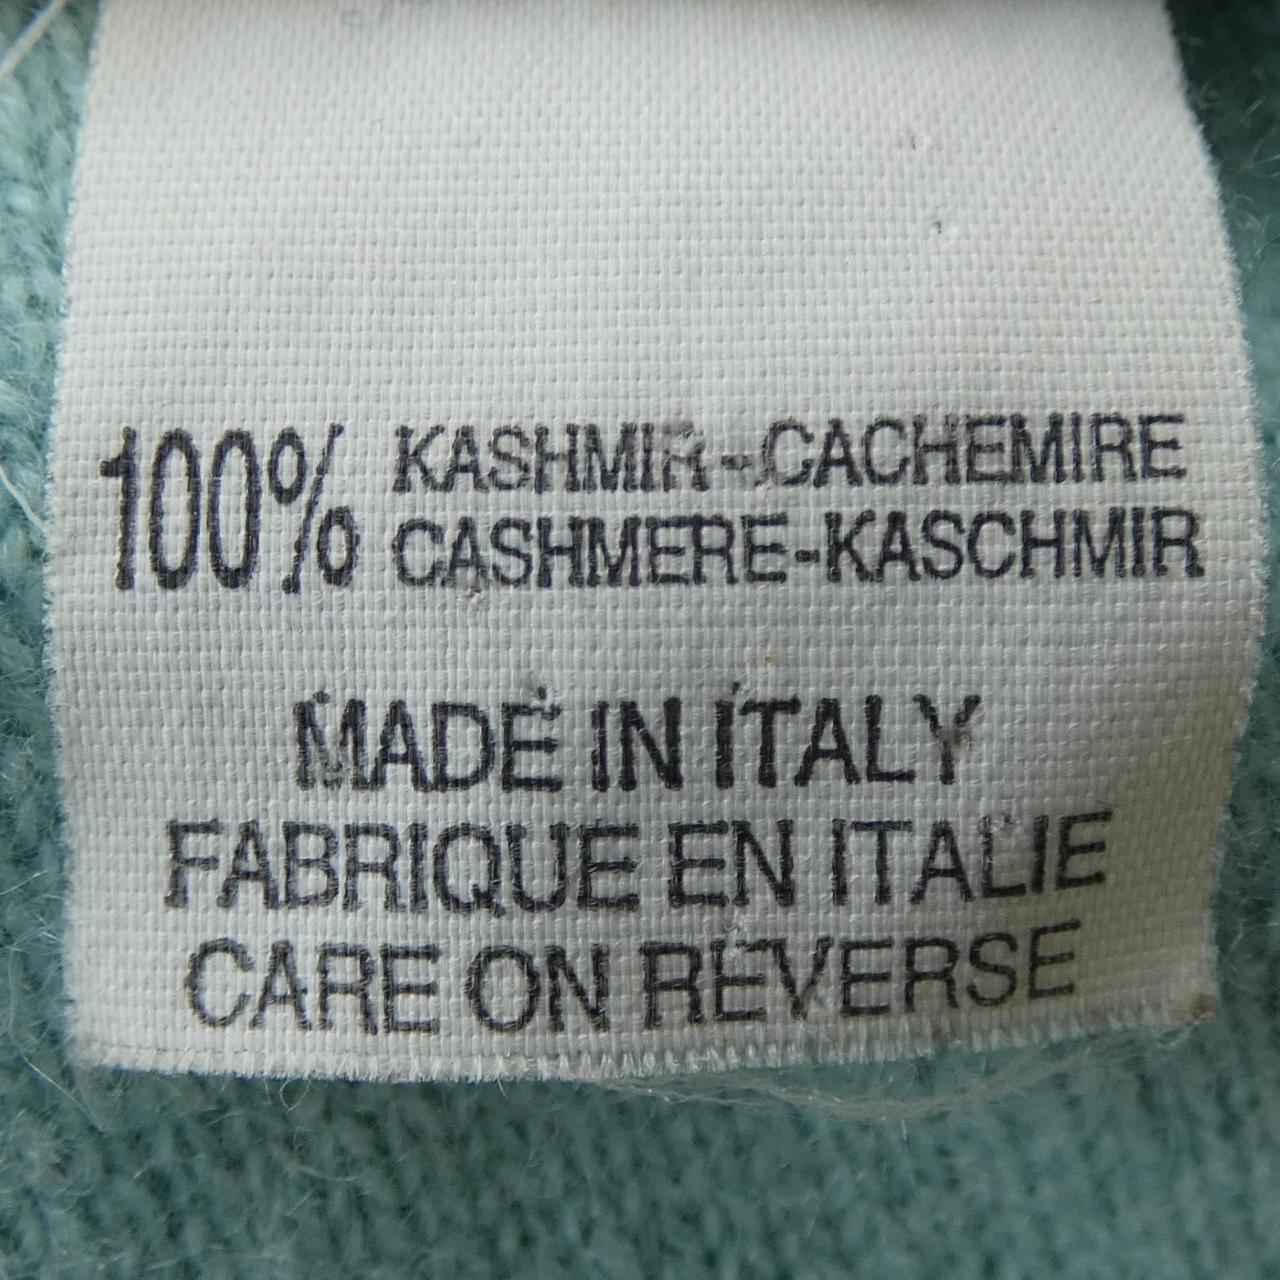 100% KASHMIR-CACHEMIRE
CASHMERE-KASCHMIR
MADE IN ITALY
FABRIQUE EN ITALIE
CARE ON REVERSE